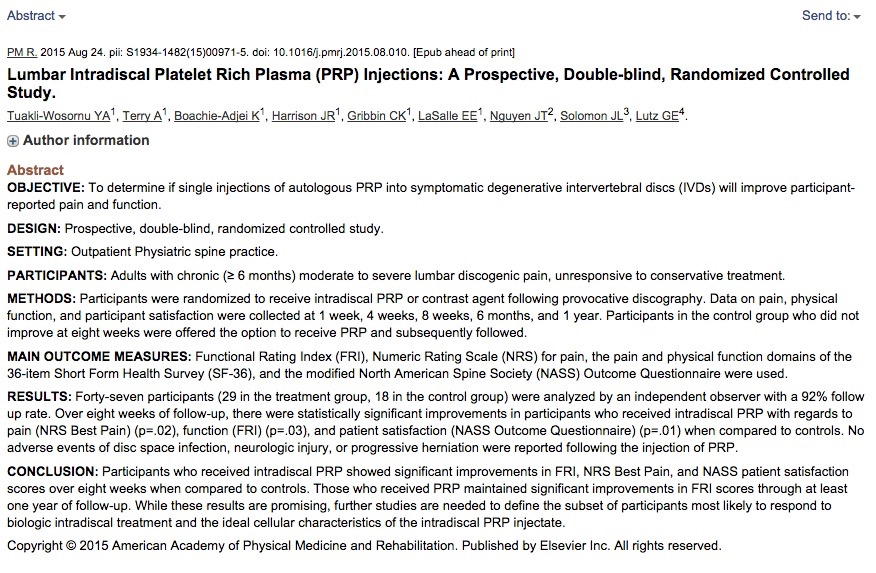 Abstract
Send to:
PM R. 2015 Aug 24. pii: S1934-1482(15)00971-5. doi: 10.1016/j.pmrj.2015.08.010. [Epub ahead of print]
Lumbar Intradiscal Platelet Rich Plasma (PRP) Injections: A Prospective, Double-blind, Randomized Controlled
Study.
Tuakli-Wosornu YA1, Terry A1, Boachie-Adjei K1, Harrison JR1, Gribbin CK1, LaSalle EE1, Nguyen JT2, Solomon JL3, Lutz GE4.
Author information
Abstract
OBJECTIVE: To determine if single injections of autologous PRP into symptomatic degenerative intervertebral discs (IVDs) will improve participant-
reported pain and function.
DESIGN: Prospective, double-blind, randomized controlled study.
SETTING: Outpatient Physiatric spine practice.
PARTICIPANTS: Adults with chronic (≥ 6 months) moderate to severe lumbar discogenic pain, unresponsive to conservative treatment.
METHODS: Participants were randomized to receive intradiscal PRP or contrast agent following provocative discography. Data on pain, physical
function, and participant satisfaction were collected at 1 week, 4 weeks, 8 weeks, 6 months, and 1 year. Participants in the control group who did not
improve at eight weeks were offered the option to receive PRP and subsequently followed.
MAIN OUTCOME MEASURES: Functional Rating Index (FRI), Numeric Rating Scale (NRS) for pain, the pain and physical function domains of the
36-item Short Form Health Survey (SF-36), and the modified North American Spine Society (NASS) Outcome Questionnaire were used.
RESULTS: Forty-seven participants (29 in the treatment group, 18 in the control group) were analyzed by an independent observer with a 92% follow
up rate. Over eight weeks of follow-up, there were statistically significant improvements in participants who received intradiscal PRP with regards to
pain (NRS Best Pain) (p=.02), function (FRI) (p=.03), and patient satisfaction (NASS Outcome Questionnaire) (p=.01) when compared to controls. No
adverse events of disc space infection, neurologic injury, or progressive herniation were reported following the injection of PRP.
CONCLUSION: Participants who received intradiscal PRP showed significant improvements in FRI, NRS Best Pain, and NASS patient satisfaction
scores over eight weeks when compared to controls. Those who received PRP maintained significant improvements in FRI scores through at least
one year of follow-up. While these results are promising, further studies are needed to define the subset of participants most likely to respond to
biologic intradiscal treatment and the ideal cellular characteristics of the intradiscal PRP injectate.
Copyright © 2015 American Academy of Physical Medicine and Rehabilitation. Published by Elsevier Inc. All rights reserved.